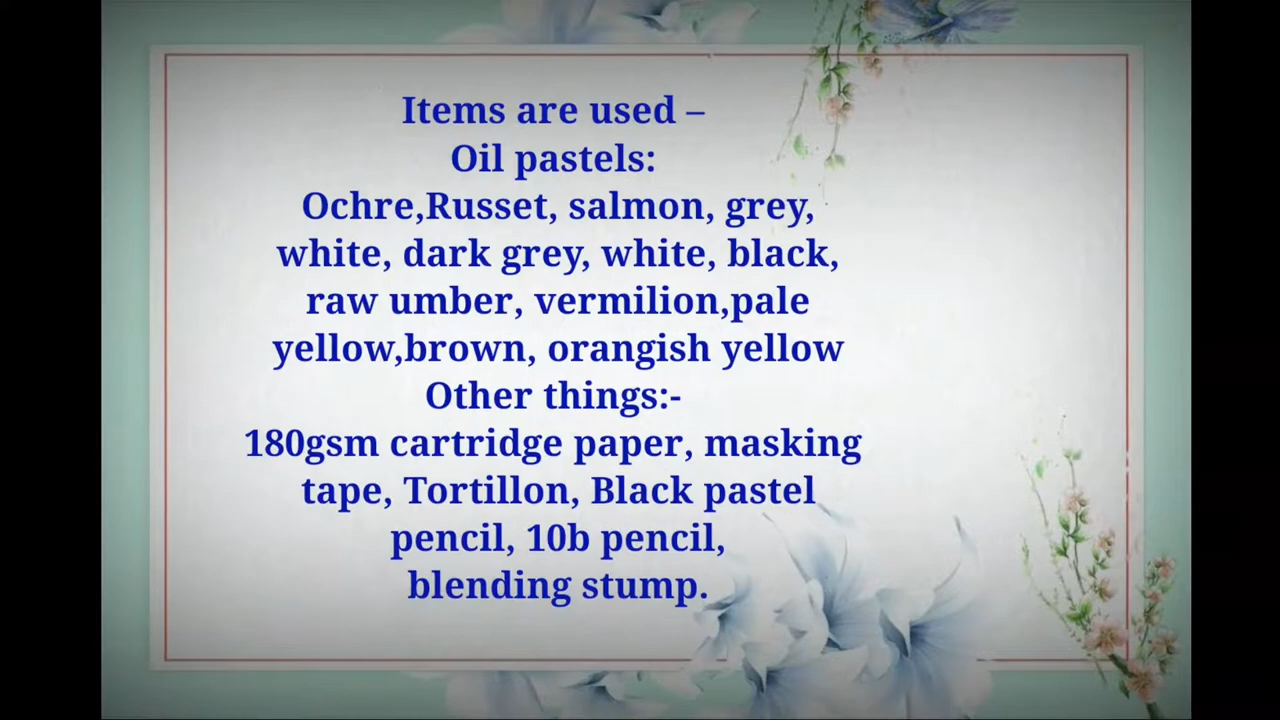 Items are used –
Oil pastels:
Ochre,Russet, salmon, grey,
white, dark grey, white, black,
raw umber, vermilion,pale
yellow,brown, orangish yellow
Other things:-
180gsm cartridge paper, masking
tape, Tortillon, Black pastel
pencil, 10b pencil,
blending stump.